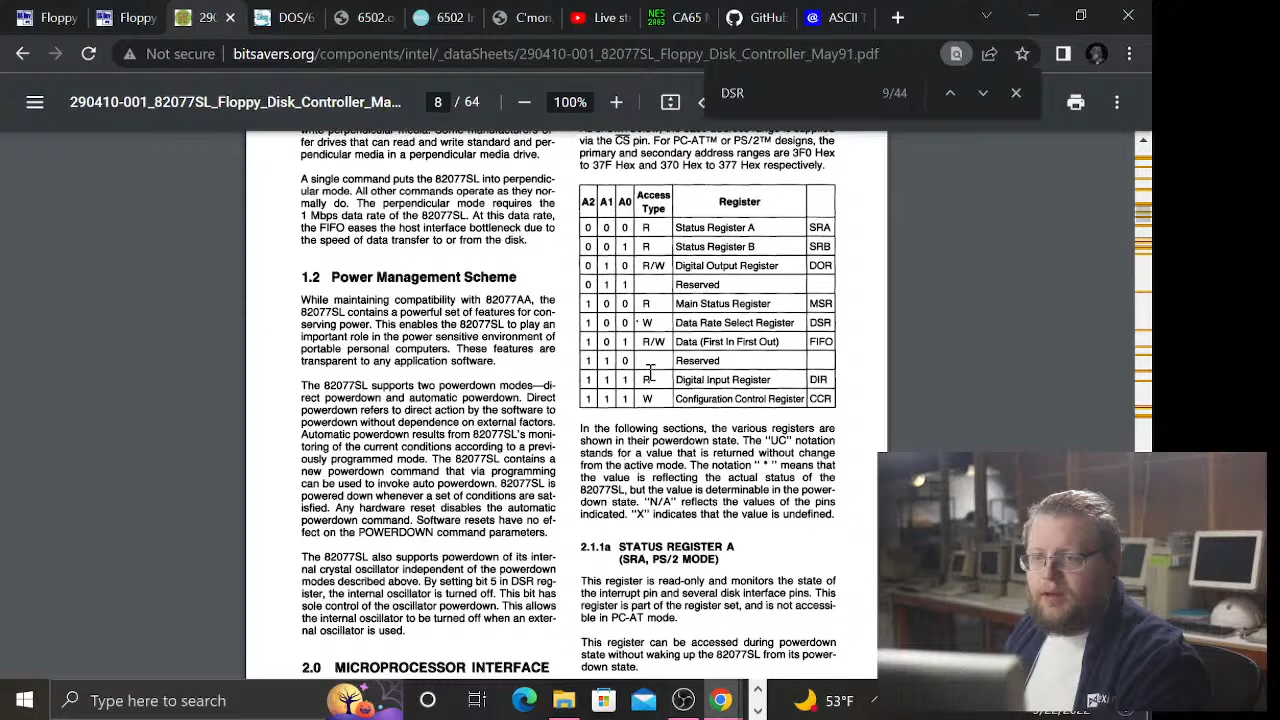 Floppy
Floppy
290
DOS/6
6502.o
6502
C'mon
Live st
NES
2A03
CA65
GitHub
ASCII T
Not secure
bitsavers.org/components/intel/_dataSheets/290410-001_82077SL_Floppy_Disk_Controller_May91.pdf
290410-001_82077SL_Floppy_Disk_Controller_Ma...
8 / 64
100%
DSR
9/44
write perpendicular media. Some manufacturers of-
fer drives that can read and write standard and per-
pendicular media in a perpendicular media drive.
A single command puts the 82077SL into perpendic-
ular mode. All other commands operate as they nor-
mally do. The perpendicular mode requires the
1 Mbps data rate of the 82077SL. At this data rate,
the FIFO eases the host interface bottleneck due to
the speed of data transfer to or from the disk.
1.2 Power Management Scheme
While maintaining compatibility with 82077AA, the
82077SL contains a powerful set of features for con-
serving power. This enables the 82077SL to play an
important role in the power sensitive environment of
portable personal computers. These features are
transparent to any application software.
The 82077SL supports two powerdown modes—di-
rect powerdown and automatic powerdown. Direct
powerdown refers to direct action by the software to
powerdown without dependence on external factors.
Automatic powerdown results from 82077SL's moni-
toring of the current conditions according to a previ-
ously programmed mode. The 82077SL contains a
new powerdown command that via programming
can be used to invoke auto powerdown. 82077SL is
powered down whenever a set of conditions are sat-
isfied. Any hardware reset disables the automatic
powerdown command. Software resets have no ef-
fect on the POWERDOWN command parameters.
The 82077SL also supports powerdown of its inter-
nal crystal oscillator independent of the powerdown
modes described above. By setting bit 5 in DSR reg-
ister, the internal oscillator is turned off. This bit has
sole control of the oscillator powerdown. This allows
the internal oscillator to be turned off when an exter-
nal oscillator is used.
2.0 MICROPROCESSOR INTERFACE
via the CS pin. For PC-AT™ or PS/2™ designs, the
primary and secondary address ranges are 3F0 Hex
to 37F Hex and 370 Hex to 377 Hex respectively.
A2 A1 A0 Access Type Register
0 0 0 R Status Register A SRA
0 0 1 R Status Register B SRB
0 1 0 R/W Digital Output Register DOR
0 1 1 Reserved
1 0 0 R Main Status Register MSR
1 0 0 W Data Rate Select Register DSR
1 0 1 R/W Data (First In First Out) FIFO
1 1 0 Reserved
1 1 1 R Digital Input Register DIR
1 1 1 W Configuration Control Register CCR
In the following sections, the various registers are
shown in their powerdown state. The "UC" notation
stands for a value that is returned without change
from the active mode. The notation " * " means that
the value is reflecting the actual status of the
82077SL, but the value is determinable in the power-
down state. "N/A" reflects the values of the pins
indicated. "X" indicates that the value is undefined.
2.1.1a STATUS REGISTER A
(SRA, PS/2 MODE)
This register is read-only and monitors the state of
the interrupt pin and several disk interface pins. This
register is part of the register set, and is not accessi-
ble in PC-AT mode.
This register can be accessed during powerdown
state without waking up the 82077SL from its power-
down state.
Type here to search
53°F
9/22/2022